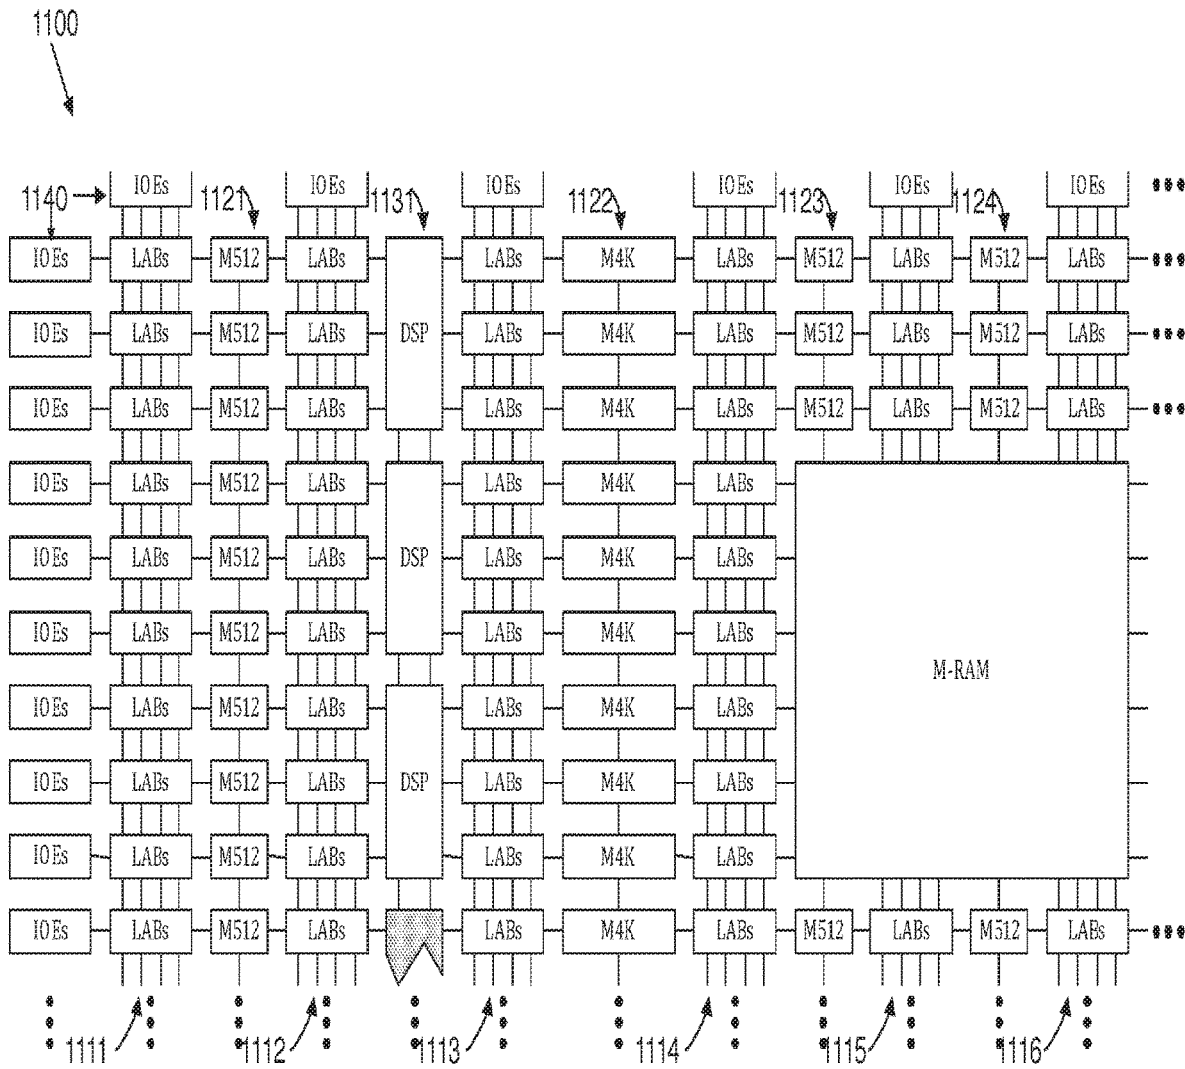 1100
IOEs IOEs IOEs IOEs IOEs IOEs
1140 1121 1131 1122 1123 1124
IOEs LABs M512 LABs LABs M4K LABs M512 LABs M512 LABs
IOEs LABs M512 LABs DSP LABs M4K LABs M512 LABs M512 LABs
IOEs LABs M512 LABs LABs M4K LABs M512 LABs M512 LABs
IOEs LABs M512 LABs LABs M4K LABs
IOEs LABs M512 LABs DSP LABs M4K LABs
IOEs LABs M512 LABs LABs M4K LABs
M-RAM
IOEs LABs M512 LABs LABs M4K LABs
IOEs LABs M512 LABs DSP LABs M4K LABs
IOEs LABs M512 LABs LABs M4K LABs
IOEs LABs M512 LABs LABs M4K LABs M512 LABs M512 LABs
1111 1112 1113 1114 1115 1116